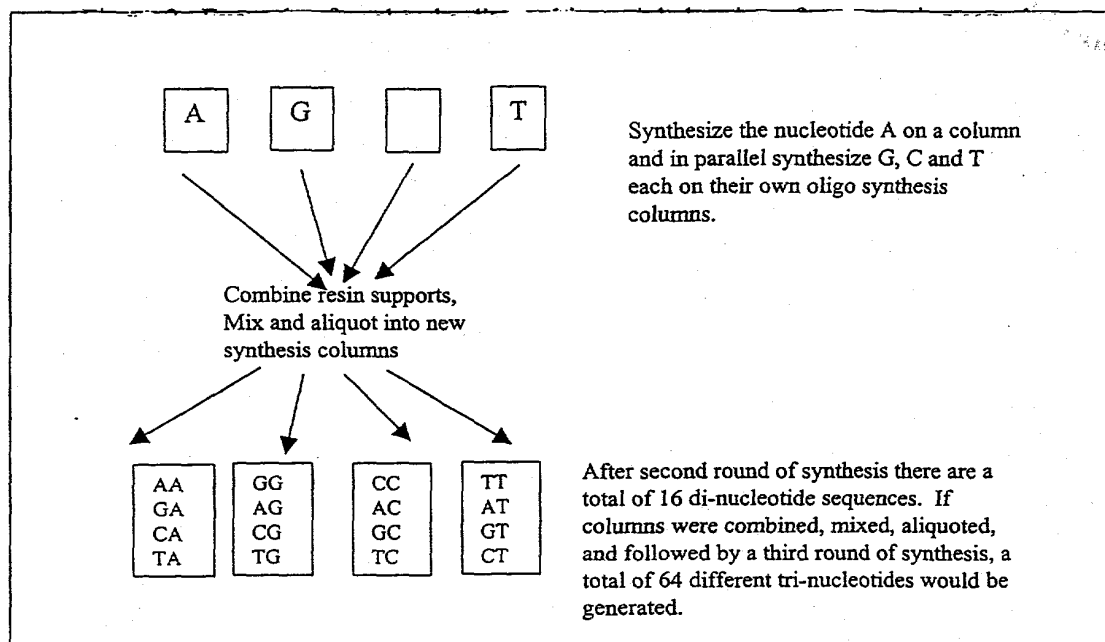 A G T
Synthesize the nucleotide A on a column
and in parallel synthesize G, C and T
each on their own oligo synthesis
columns.
Combine resin supports,
Mix and aliquot into new
synthesis columns
AA GG CC TT
GA AG AC AT
CA CG GC GT
TA TG TC CT
After second round of synthesis there are a
total of 16 di-nucleotide sequences. If
columns were combined, mixed, aliquoted,
and followed by a third round of synthesis, a
total of 64 different tri-nucleotides would be
generated.